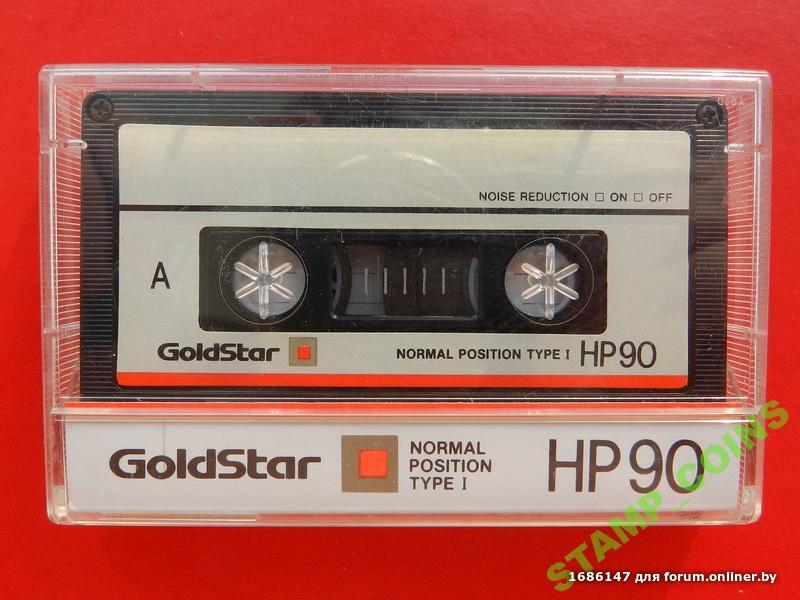 NOISE REDUCTION □ ON □ OFF
A
GoldStar
NORMAL POSITION TYPE I HP90
GoldStar
NORMAL
POSITION
TYPE I
HP90
STAMP_COINS
1686147 для forum.onliner.by